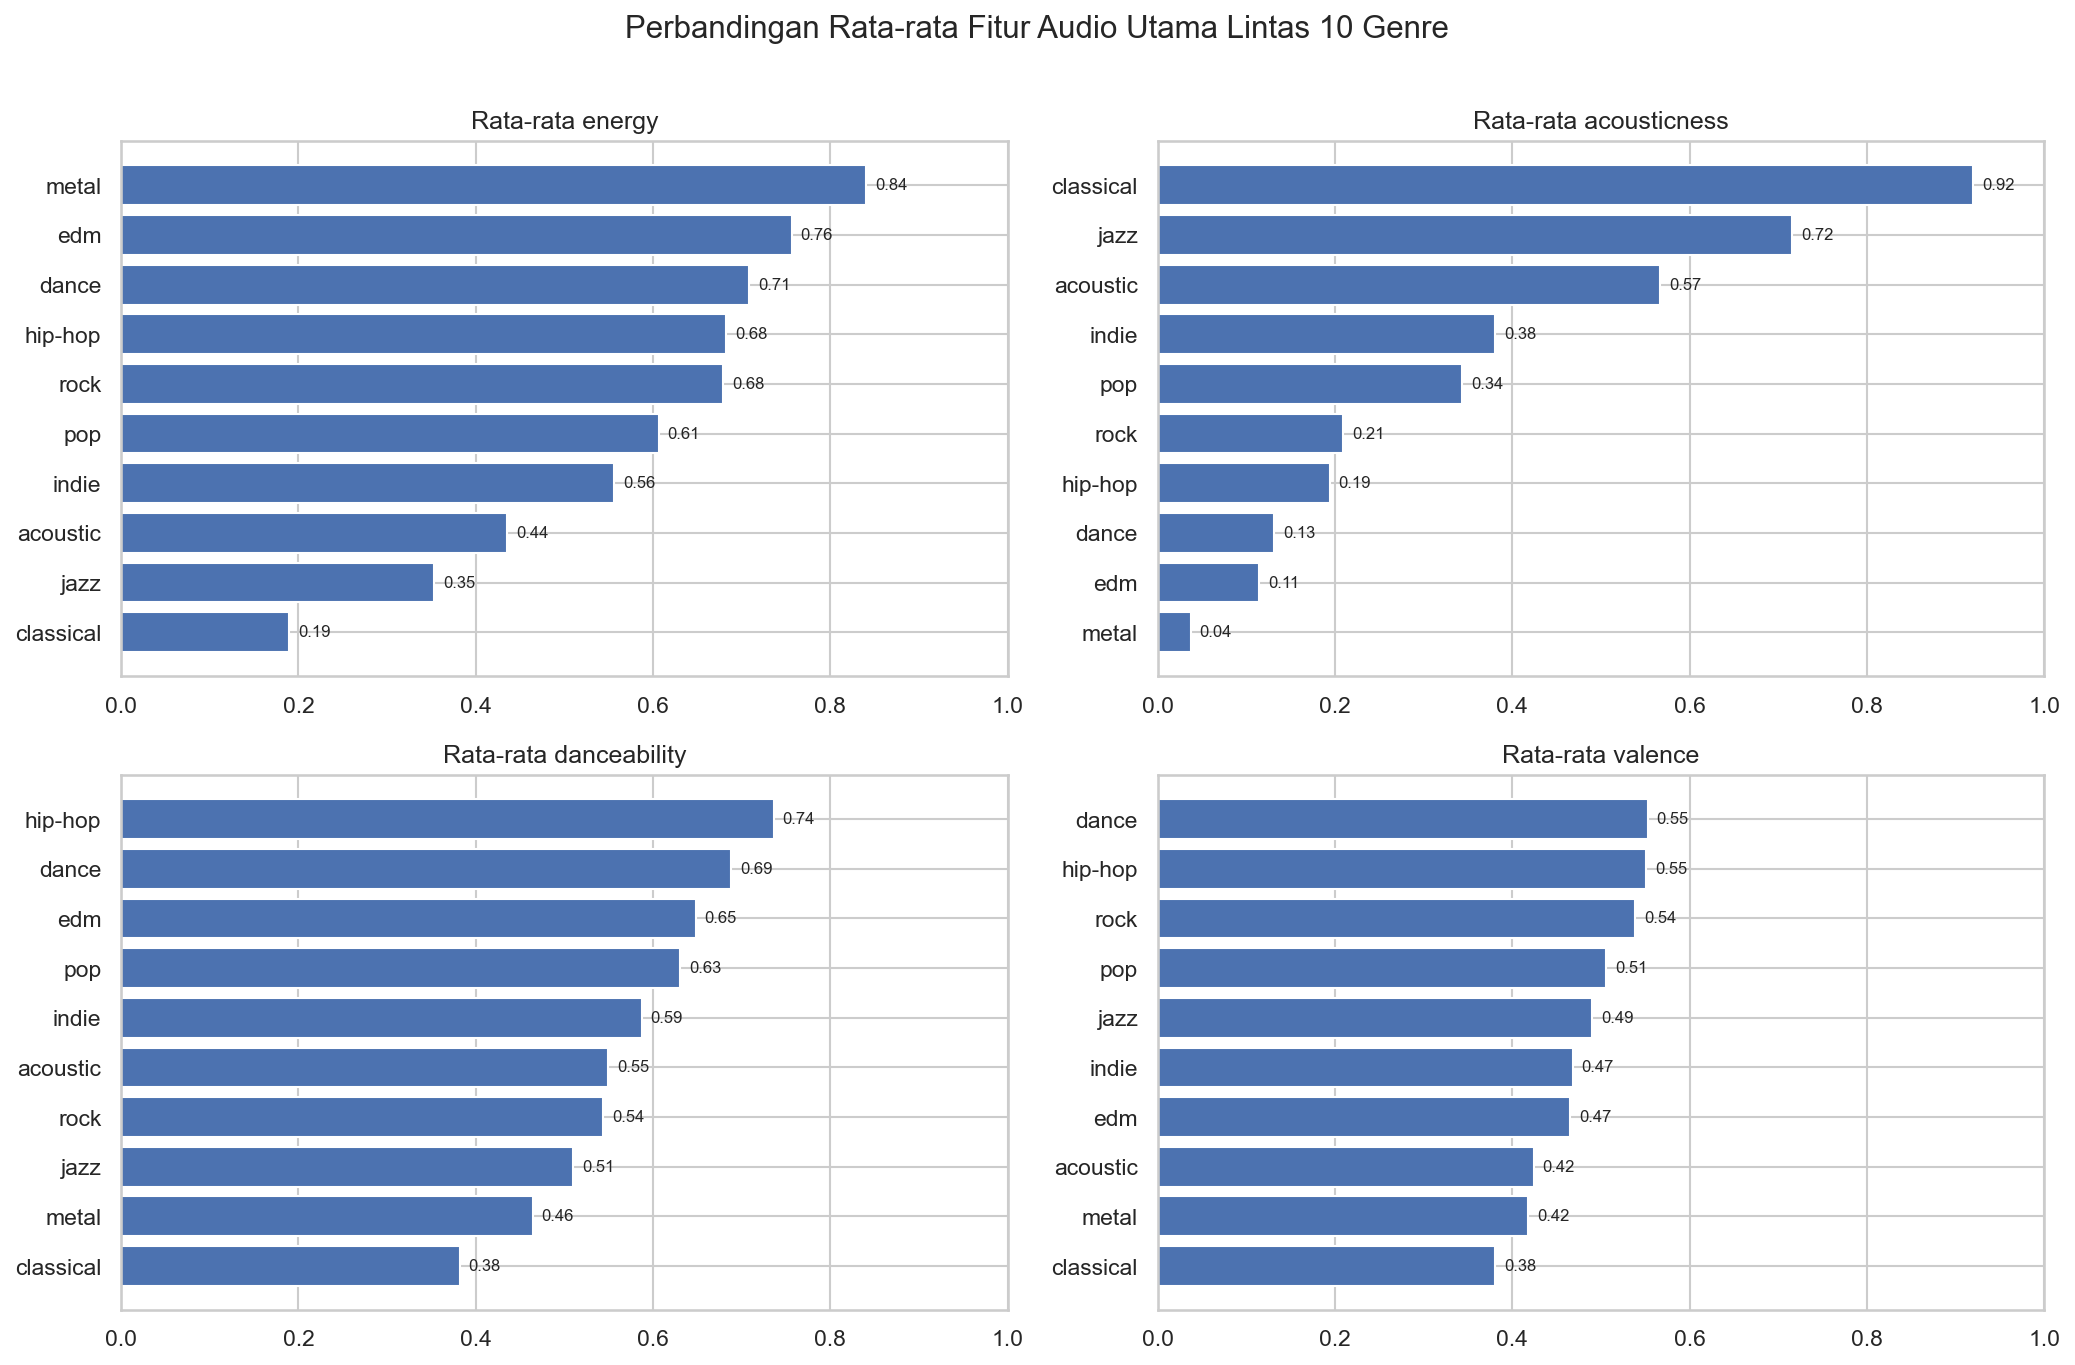 Perbandingan Rata-rata Fitur Audio Utama Lintas 10 Genre
Rata-rata energy
metal 0.84
edm 0.76
dance 0.71
hip-hop 0.68
rock 0.68
pop 0.61
indie 0.56
acoustic 0.44
jazz 0.35
classical 0.19
0.0 0.2 0.4 0.6 0.8 1.0
Rata-rata acousticness
classical 0.92
jazz 0.72
acoustic 0.57
indie 0.38
pop 0.34
rock 0.21
hip-hop 0.19
dance 0.13
edm 0.11
metal 0.04
0.0 0.2 0.4 0.6 0.8 1.0
Rata-rata danceability
hip-hop 0.74
dance 0.69
edm 0.65
pop 0.63
indie 0.59
acoustic 0.55
rock 0.54
jazz 0.51
metal 0.46
classical 0.38
0.0 0.2 0.4 0.6 0.8 1.0
Rata-rata valence
dance 0.55
hip-hop 0.55
rock 0.54
pop 0.51
jazz 0.49
indie 0.47
edm 0.47
acoustic 0.42
metal 0.42
classical 0.38
0.0 0.2 0.4 0.6 0.8 1.0